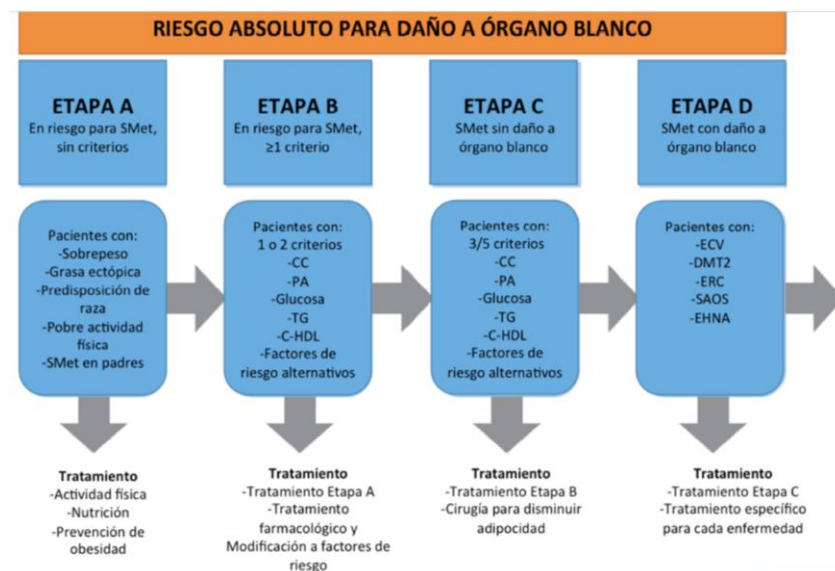 RIESGO ABSOLUTO PARA DAÑO A ÓRGANO BLANCO
ETAPA A
En riesgo para SMet,
sin criterios
ETAPA B
En riesgo para SMet,
≥1 criterio
ETAPA C
SMet sin daño a
órgano blanco
ETAPA D
SMet con daño a
órgano blanco
Pacientes con:
-Sobrepeso
-Grasa ectópica
-Predisposición de
raza
-Pobre actividad
física
-SMet en padres
Pacientes con:
1 o 2 criterios
-CC
-PA
-Glucosa
-TG
-C-HDL
-Factores de
riesgo alternativos
Pacientes con:
3/5 criterios
-CC
-PA
-Glucosa
-TG
-C-HDL
-Factores de
riesgo alternativos
Pacientes con:
-ECV
-DMT2
-ERC
-SAOS
-EHNA
Tratamiento
-Actividad física
-Nutrición
-Prevención de
obesidad
Tratamiento
-Tratamiento Etapa A
-Tratamiento
farmacológico y
Modificación a factores de
riesgo
Tratamiento
-Tratamiento Etapa B
-Cirugía para disminuir
adipocidad
Tratamiento
-Tratamiento Etapa C
-Tratamiento específico
para cada enfermedad